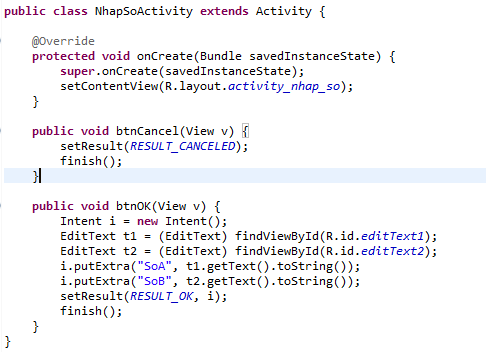 public class NhapSoActivity extends Activity {
@Override
protected void onCreate(Bundle savedInstanceState) {
super.onCreate(savedInstanceState);
setContentView(R.layout.activity_nhap_so);
}
public void btnCancel(View v) {
setResult(RESULT_CANCELED);
finish();
}
public void btnOK(View v) {
Intent i = new Intent();
EditText t1 = (EditText) findViewById(R.id.editText1);
EditText t2 = (EditText) findViewById(R.id.editText2);
i.putExtra("SoA", t1.getText().toString());
i.putExtra("SoB", t2.getText().toString());
setResult(RESULT_OK, i);
finish();
}
}